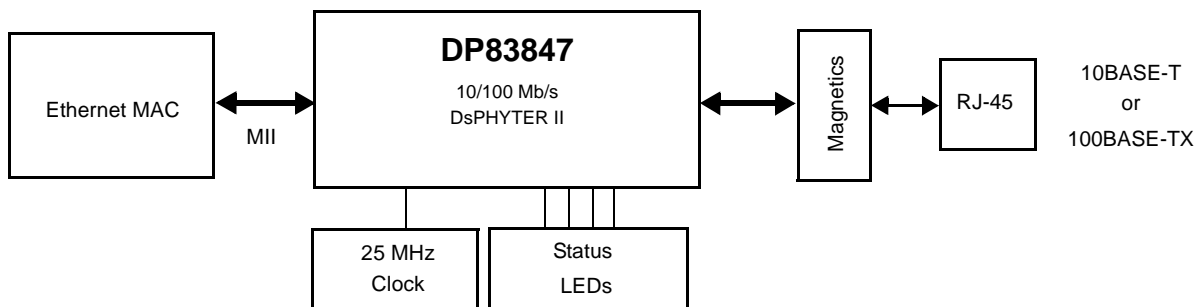 Ethernet MAC
MII
DP83847
10/100 Mb/s
DsPHYTER II
Magnetics
RJ-45
10BASE-T
or
100BASE-TX
25 MHz
Clock
Status
LEDs